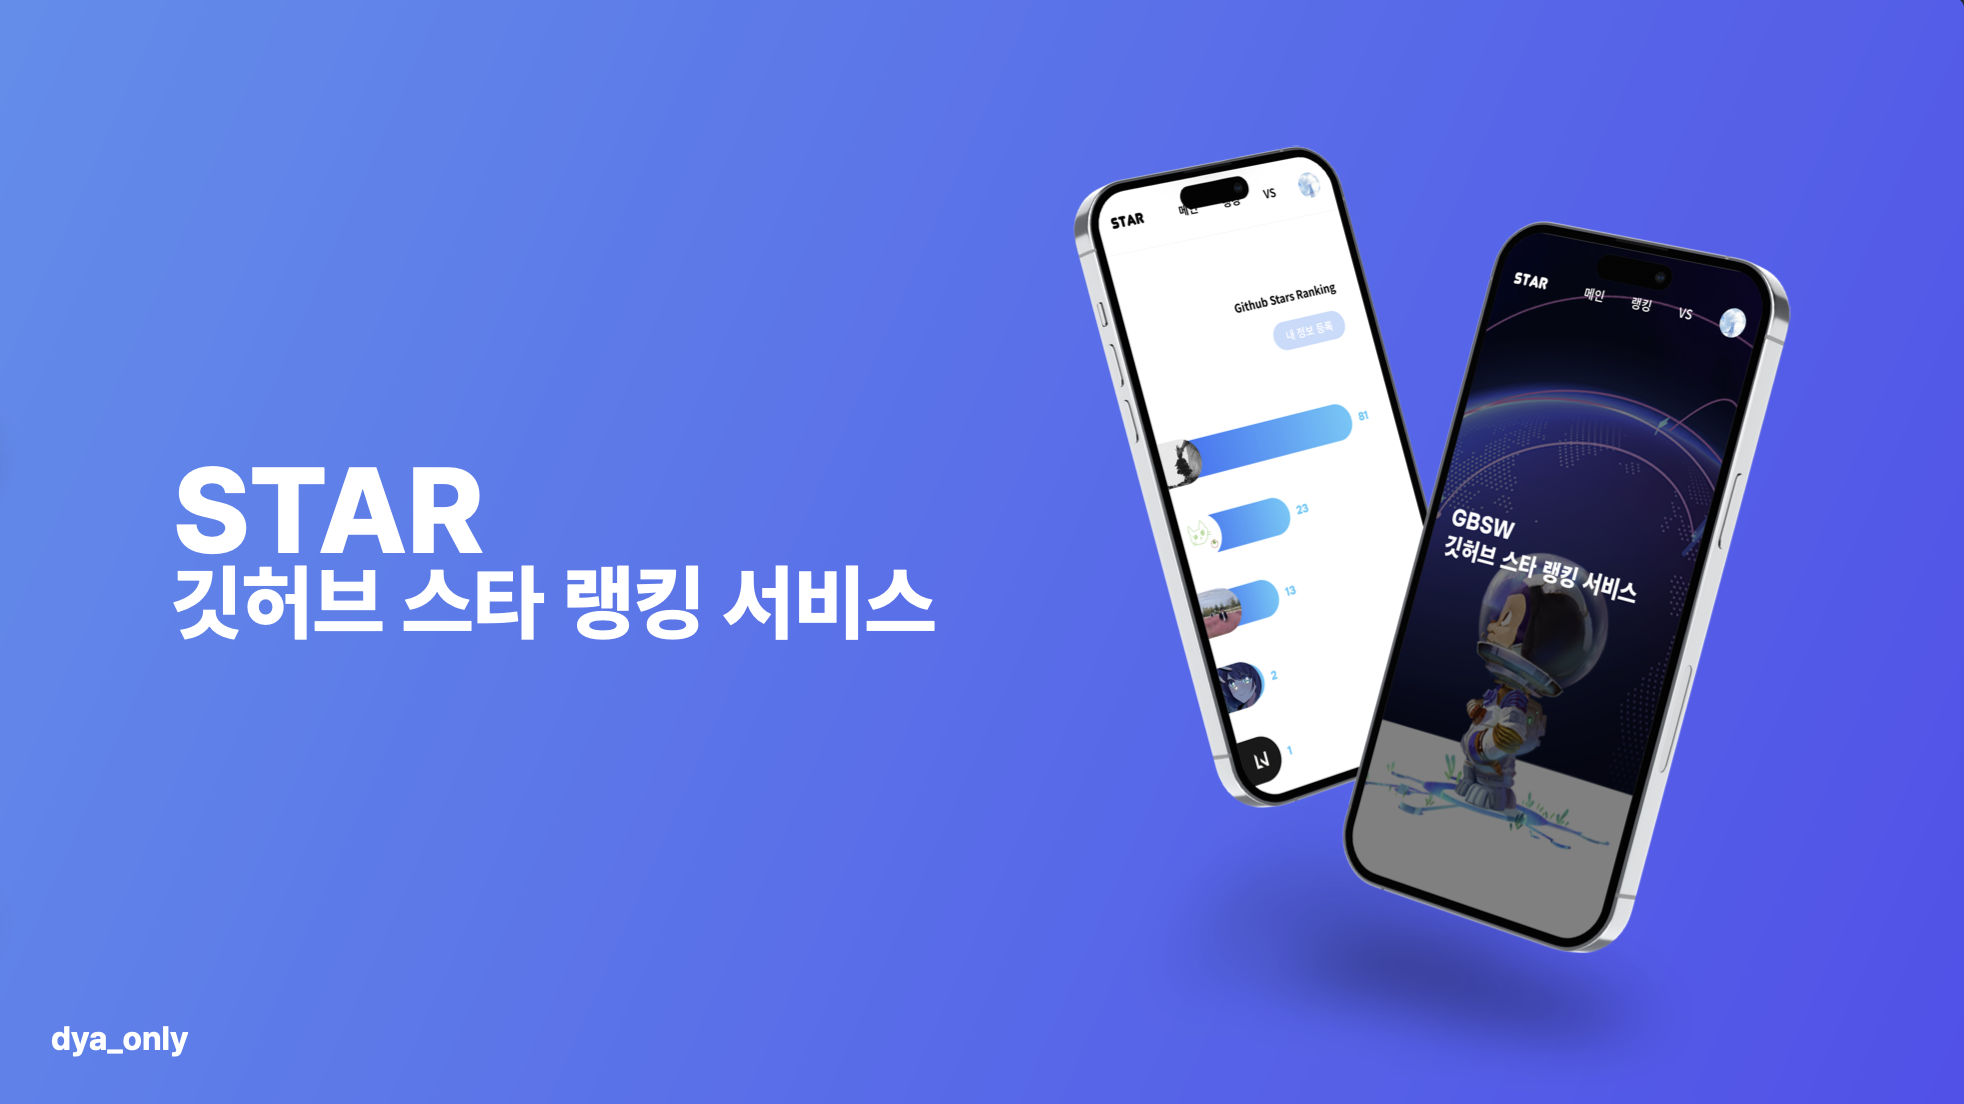 STAR
깃허브 스타 랭킹 서비스
dya_only
STAR
메인
VS
Github Stars Ranking
내 정보 등록
81
23
13
2
1
STAR
메인
랭킹
VS
GBSW
깃허브 스타 랭킹 서비스